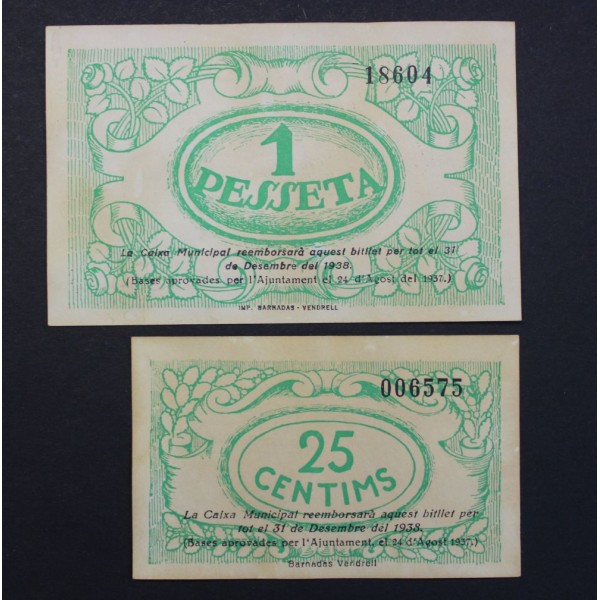 18604
1
PESSETA
La Caixa Municipal reemborsarà aquest bitllet per tot el 31
de Desembre del 1938.
(Bases aprovades per l'Ajuntament el 24 d'Agost del 1937.)
IMP. BARNADAS - VENDRELL
006575
25
CENTIMS
La Caixa Municipal reemborsarà aquest bitllet per
tot el 31 de Desembre del 1938.
(Bases aprovades per l'Ajuntament, el 24 d'Agost del 1937.)
Barnadas Vendrell